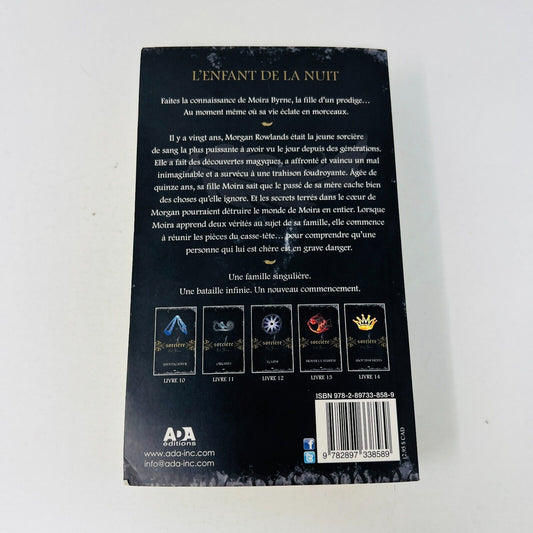 L'ENFANT DE LA NUIT
Faites la connaissance de Moira Byrne, la fille d'un prodige...
Au moment même où sa vie éclate en morceaux.
Il y a vingt ans, Morgan Rowlands était la jeune sorcière
de sang la plus puissante à avoir vu le jour depuis des générations.
Elle a fait des découvertes magyques, a affronté et vaincu un mal
inimaginable et a survécu à une trahison foudroyante. Âgée de
quinze ans, sa fille Moira sait que le passé de sa mère cache bien
des choses qu'elle ignore. Et les secrets terrés dans le cœur de
Morgan pourraient détruire le monde de Moira en entier. Lorsque
Moira apprend deux vérités au sujet de sa famille, elle commence
à réunir les pièces du casse-tête... pour comprendre qu'une
personne qui lui est chère est en grave danger.
Une famille singulière.
Une bataille infinie. Un nouveau commencement.
sorcière sorcière sorcière sorcière sorcière
LIVRE 10 LIVRE 11 LIVRE 12 LIVRE 13 LIVRE 14
ISBN 978-2-89733-858-9
ADA
éditions
www.ada-inc.com
info@ada-inc.com
9 782897 338589
12,95 $ CAD